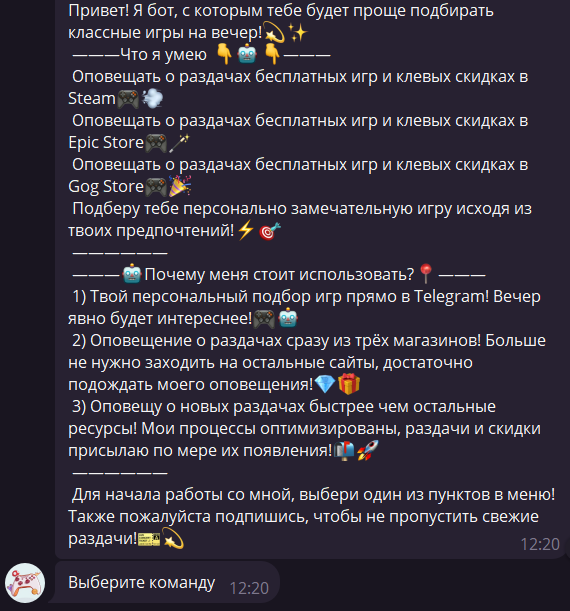 Привет! Я бот, с которым тебе будет проще подбирать
классные игры на вечер!💫✨
———Что я умею 👇🤖👇———
Оповещать о раздачах бесплатных игр и клевых скидках в
Steam🎮💨
Оповещать о раздачах бесплатных игр и клевых скидках в
Epic Store🎮🪄
Оповещать о раздачах бесплатных игр и клевых скидках в
Gog Store🎮🎉
Подберу тебе персонально замечательную игру исходя из
твоих предпочтений!⚡🎯
——————
———🤖Почему меня стоит использовать?📍———
1) Твой персональный подбор игр прямо в Telegram! Вечер
явно будет интереснее!🎮🤖
2) Оповещение о раздачах сразу из трёх магазинов! Больше
не нужно заходить на остальные сайты, достаточно
подождать моего оповещения!💎🎁
3) Оповещу о новых раздачах быстрее чем остальные
ресурсы! Мои процессы оптимизированы, раздачи и скидки
присылаю по мере их появления!📬🚀
——————
Для начала работы со мной, выбери один из пунктов в меню!
Также пожалуйста подпишись, чтобы не пропустить свежие
раздачи!🎫💫
12:20
Выберите команду 12:20